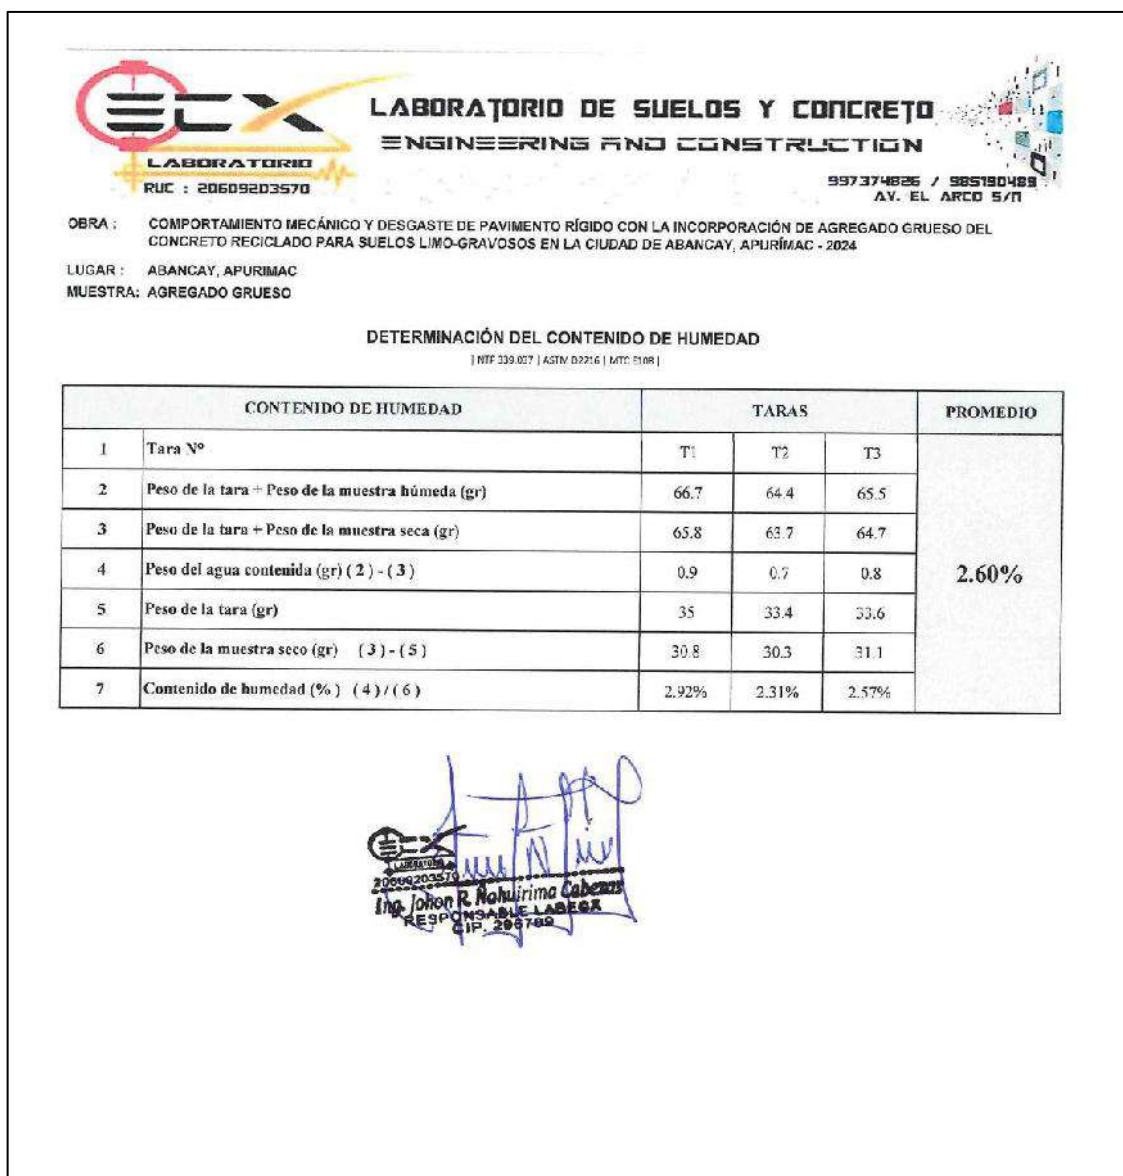 ECX
LABORATORIO
RUC : 20609203570
LABORATORIO DE SUELOS Y CONCRETO
ENGINEERING AND CONSTRUCTION
997374826 / 985190489
AV. EL ARCO S/N
OBRA : COMPORTAMIENTO MECÁNICO Y DESGASTE DE PAVIMENTO RÍGIDO CON LA INCORPORACIÓN DE AGREGADO GRUESO DEL
CONCRETO RECICLADO PARA SUELOS LIMO-GRAVOSOS EN LA CIUDAD DE ABANCAY, APURÍMAC - 2024
LUGAR : ABANCAY, APURIMAC
MUESTRA: AGREGADO GRUESO
DETERMINACIÓN DEL CONTENIDO DE HUMEDAD
| NTP 339.037 | ASTM D2216 | MTC E108 |
CONTENIDO DE HUMEDAD TARAS PROMEDIO
1 Tara Nº T1 T2 T3
2 Peso de la tara + Peso de la muestra húmeda (gr) 66.7 64.4 65.5
3 Peso de la tara + Peso de la muestra seca (gr) 65.8 63.7 64.7
4 Peso del agua contenida (gr) ( 2 ) - ( 3 ) 0.9 0.7 0.8 2.60%
5 Peso de la tara (gr) 35 33.4 33.6
6 Peso de la muestra seco (gr) ( 3 ) - ( 5 ) 30.8 30.3 31.1
7 Contenido de humedad (% ) ( 4 ) / ( 6 ) 2.92% 2.31% 2.57%
LABORATORIO
20609203570
Ing. Johon R. Ñahuirima Cabezas
RESPONSABLE LABECX
CIP. 296789